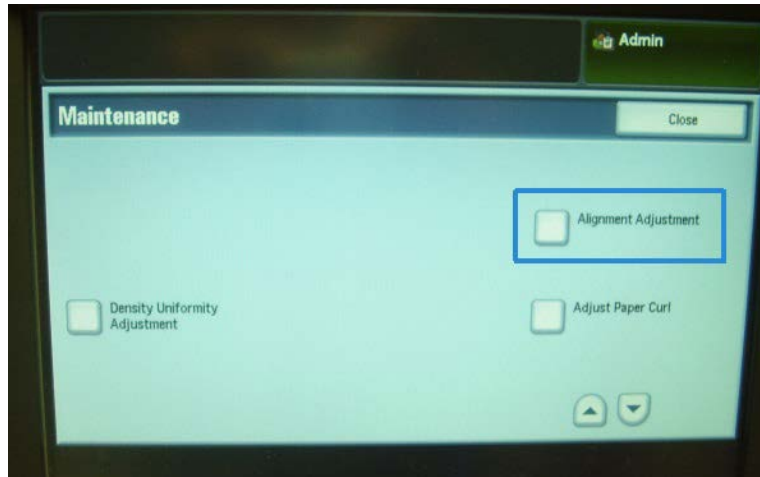 Admin
Maintenance
Close
Alignment Adjustment
Density Uniformity
Adjustment
Adjust Paper Curl